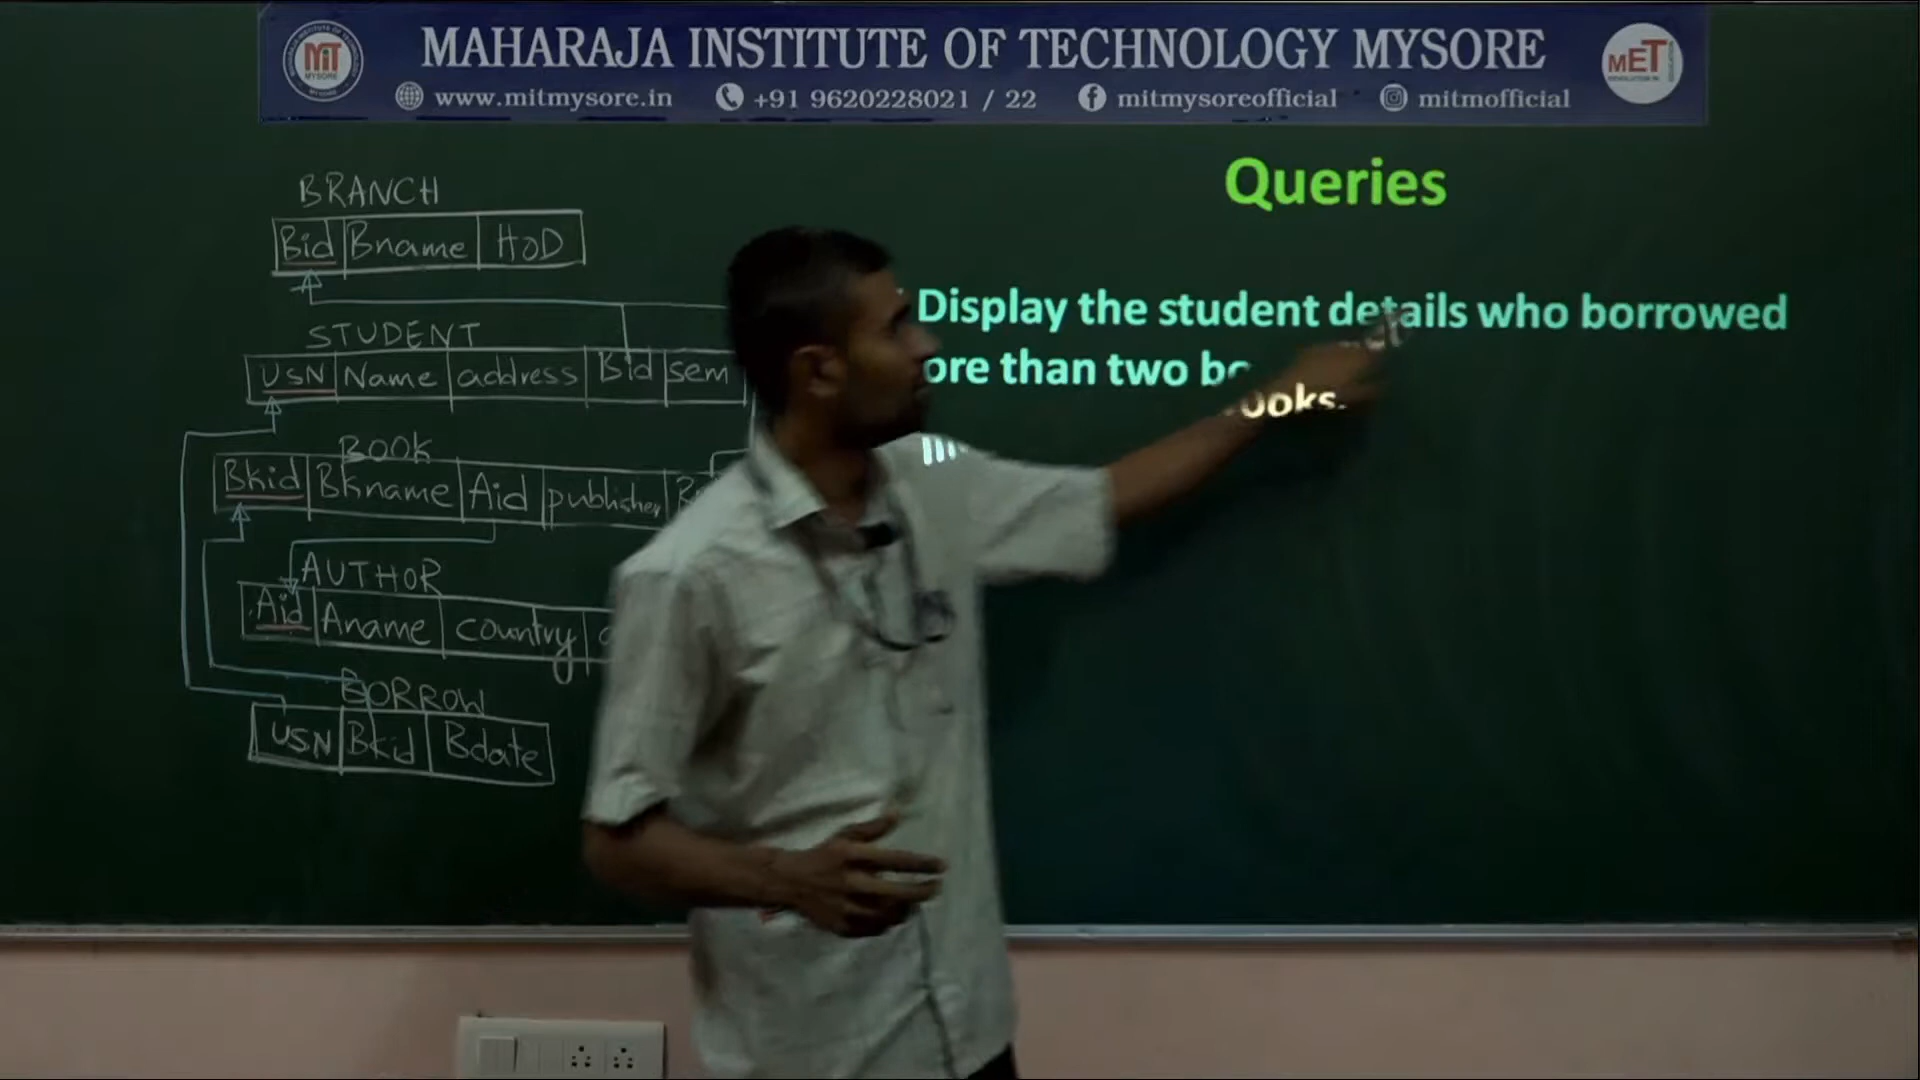 MAHARAJA INSTITUTE OF TECHNOLOGY MYSORE
MIT
MYSORE
www.mitmysore.in +91 9620228021 / 22 mitmysoreofficial mitmofficial
MET
Queries
Display the student details who borrowed
ore than two bo
ooks.
BRANCH
Bid Bname HOD
STUDENT
USN Name address Bid sem
BOOK
Bkid Bkname Aid publisher
AUTHOR
Aid Aname country
BORROW
USN Bkid Bdate